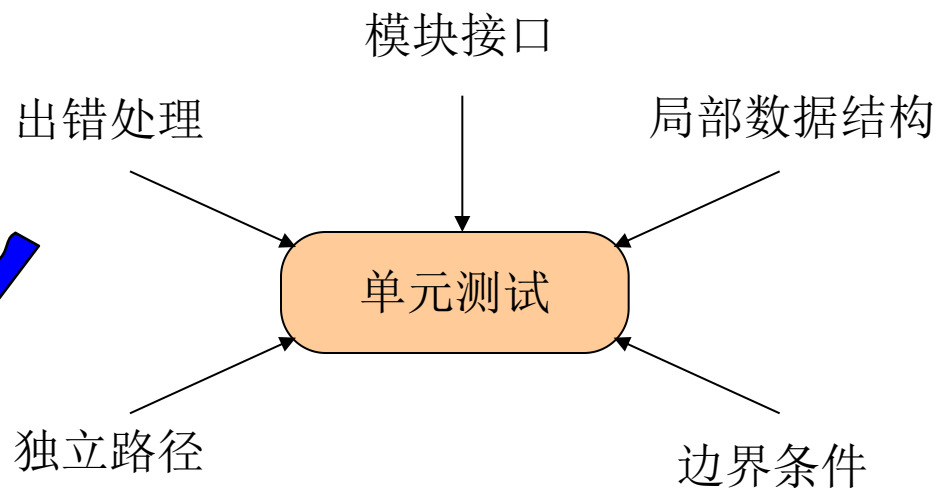 模块接口
出错处理
局部数据结构
单元测试
独立路径
边界条件